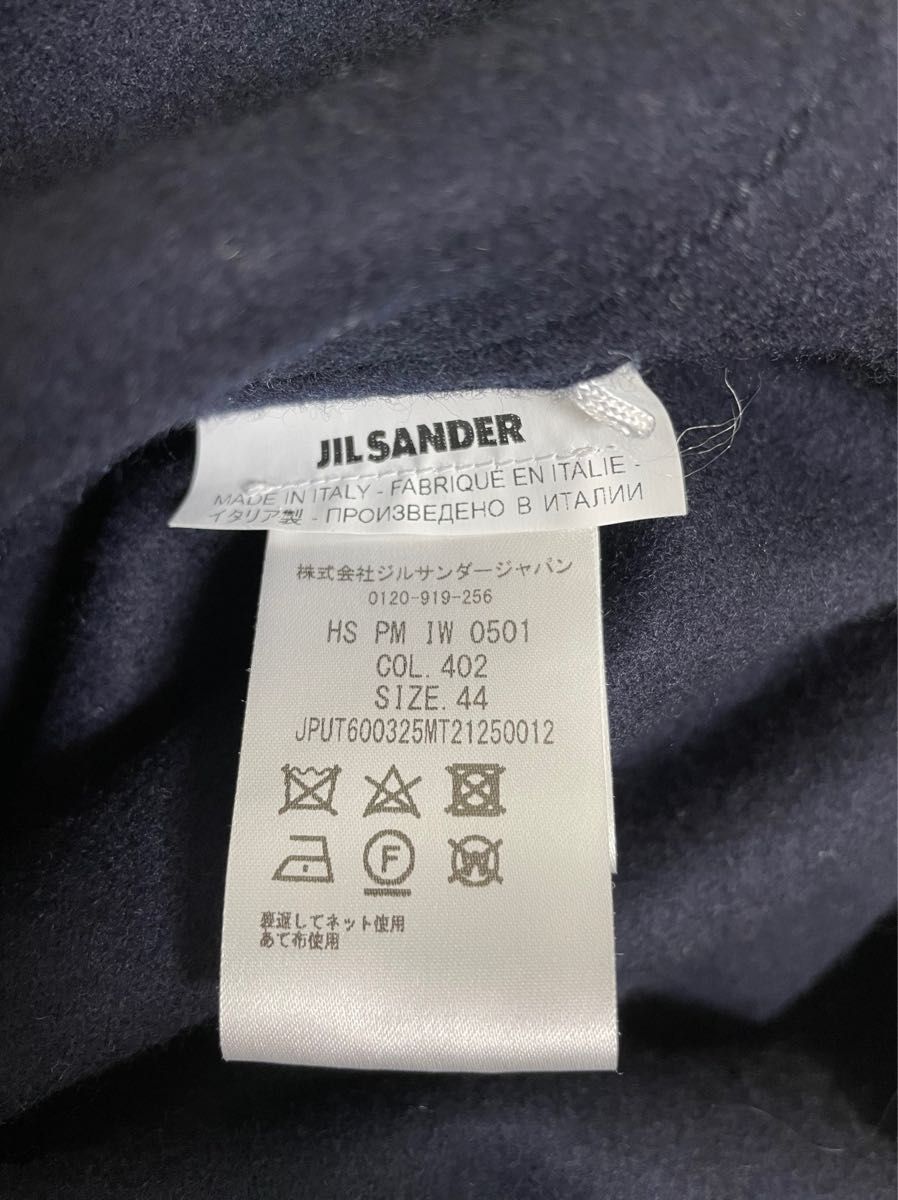 JIL SANDER
MADE IN ITALY - FABRIQUÉ EN ITALIE -
イタリア製 - ПРОИЗВЕДЕНО В ИТАЛИИ
株式会社ジルサンダージャパン
0120-919-256
HS PM IW 0501
COL. 402
SIZE. 44
JPUT600325MT21250012
F W
裏返してネット使用
あて布使用